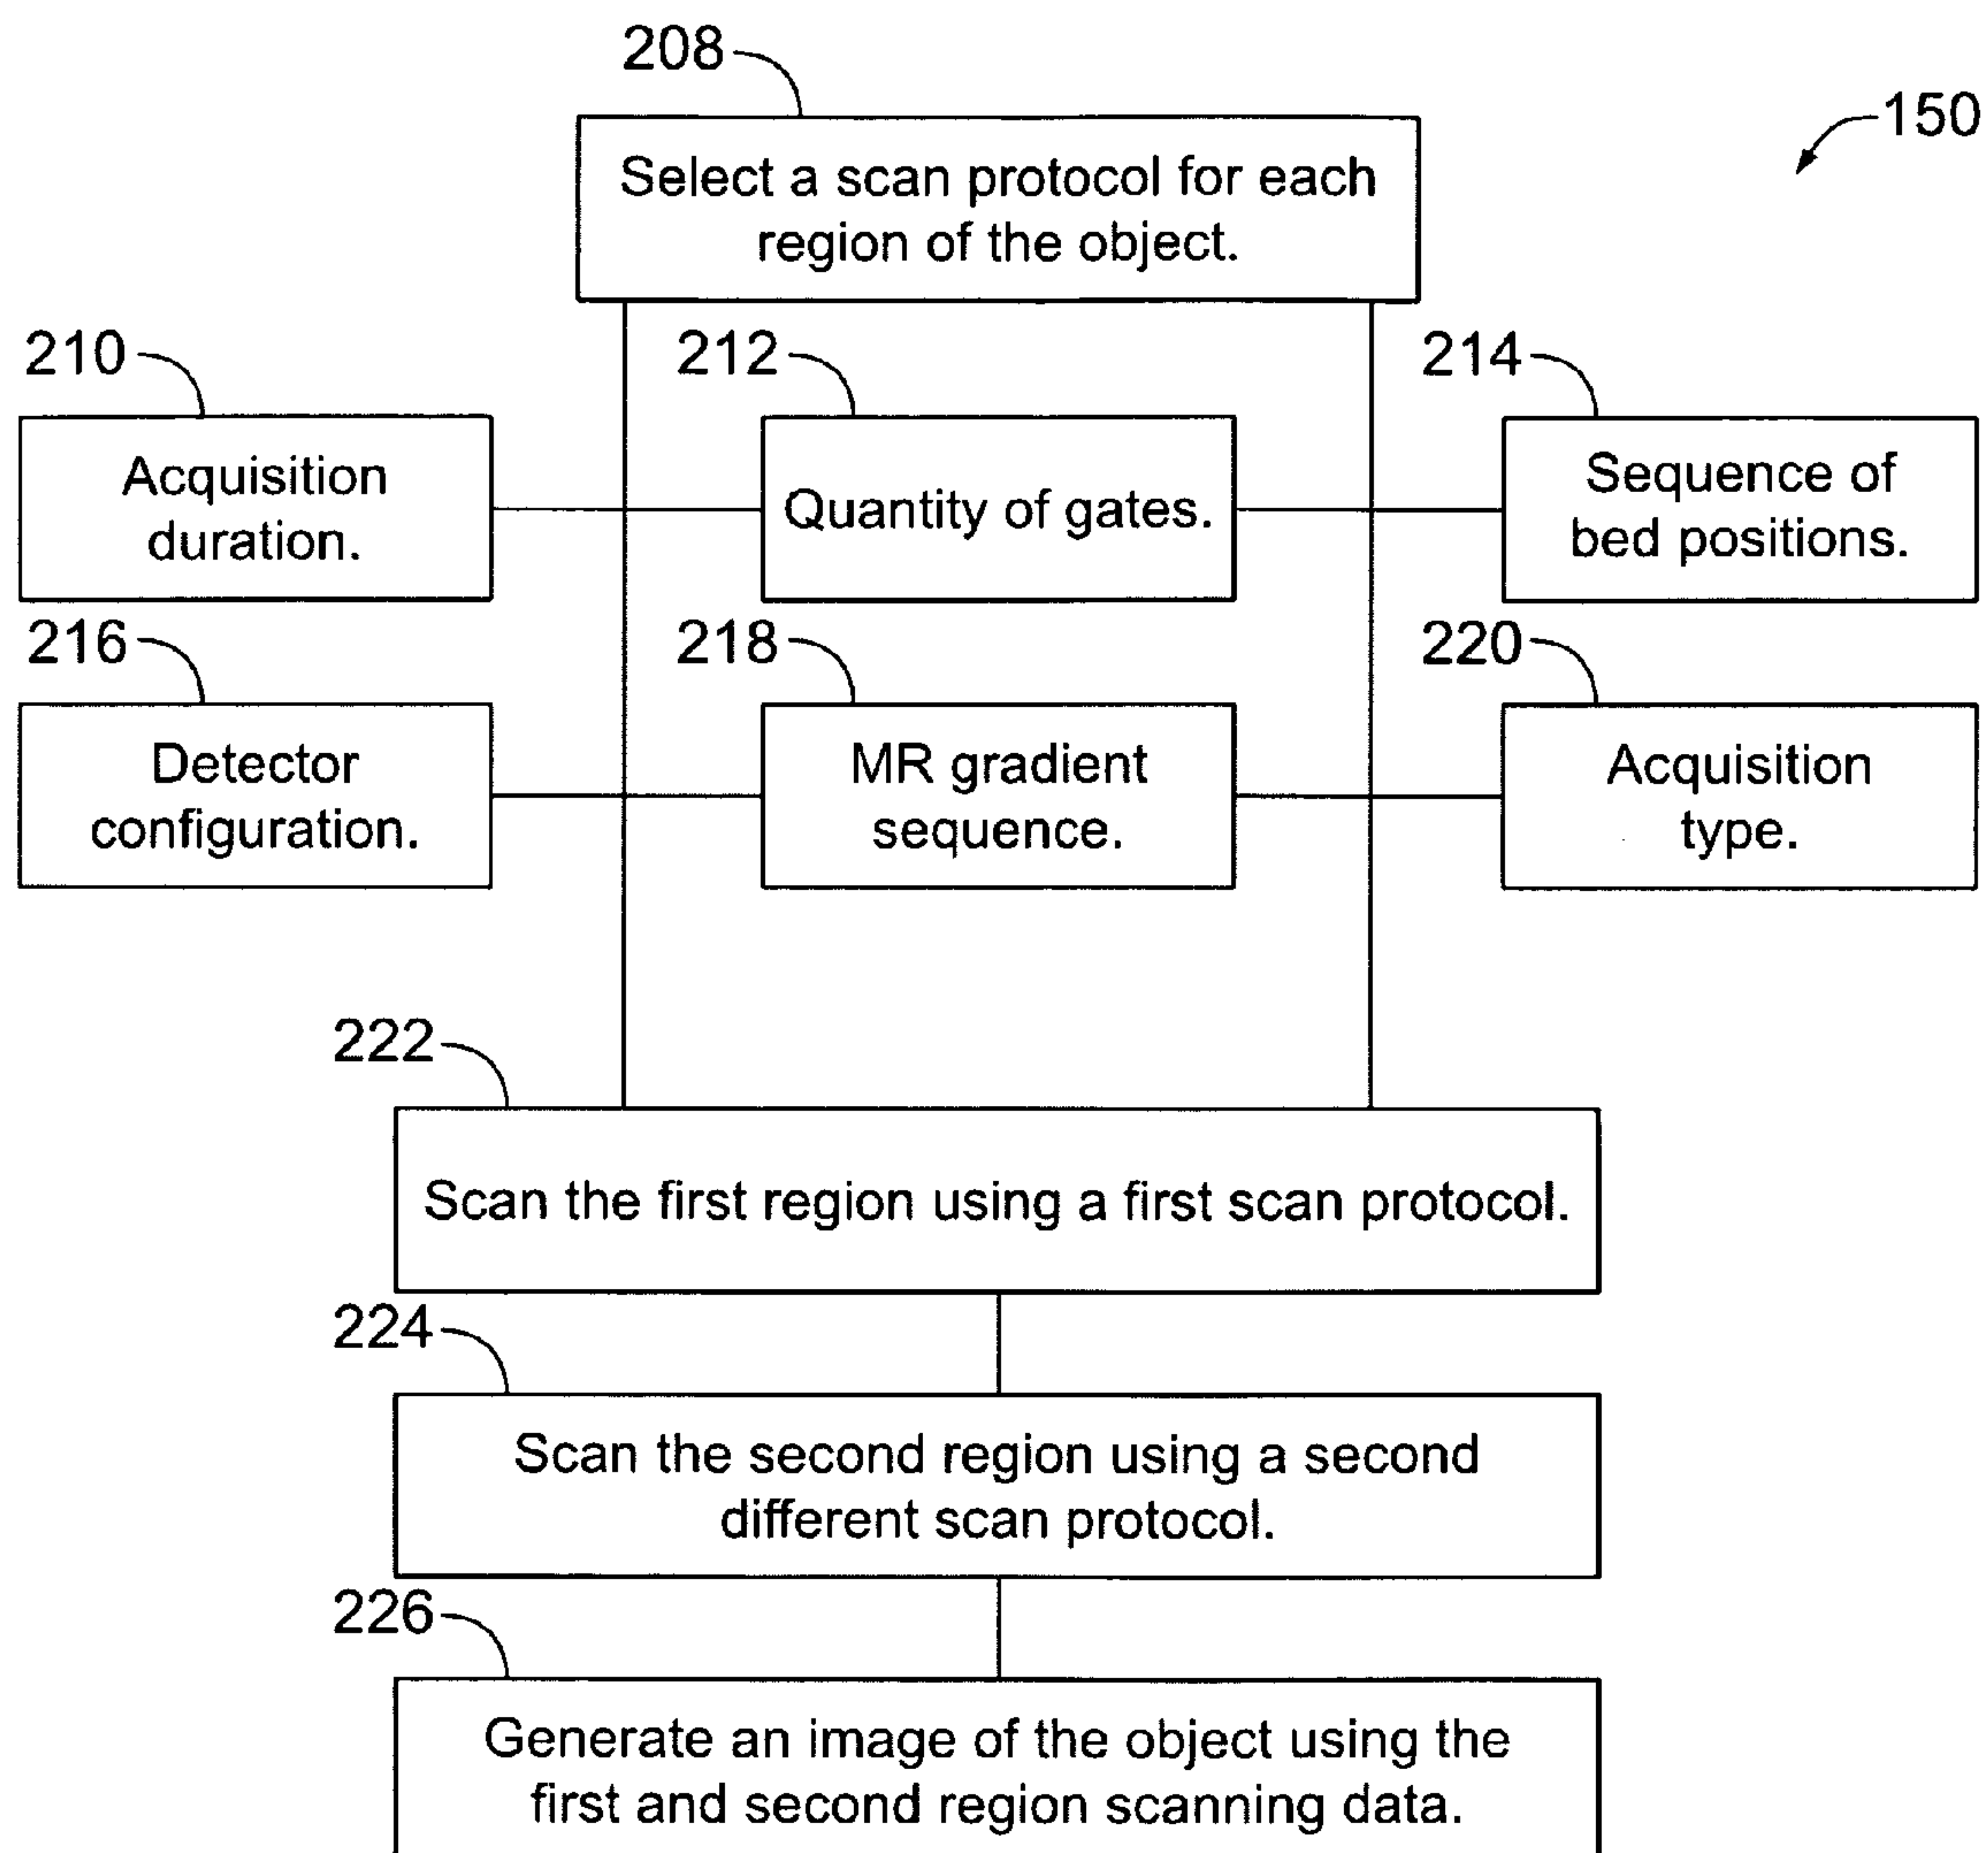 208
150
Select a scan protocol for each
region of the object.
210
212
214
Acquisition
duration.
Quantity of gates.
Sequence of
bed positions.
216
218
220
Detector
configuration.
MR gradient
sequence.
Acquisition
type.
222
Scan the first region using a first scan protocol.
224
Scan the second region using a second
different scan protocol.
226
Generate an image of the object using the
first and second region scanning data.